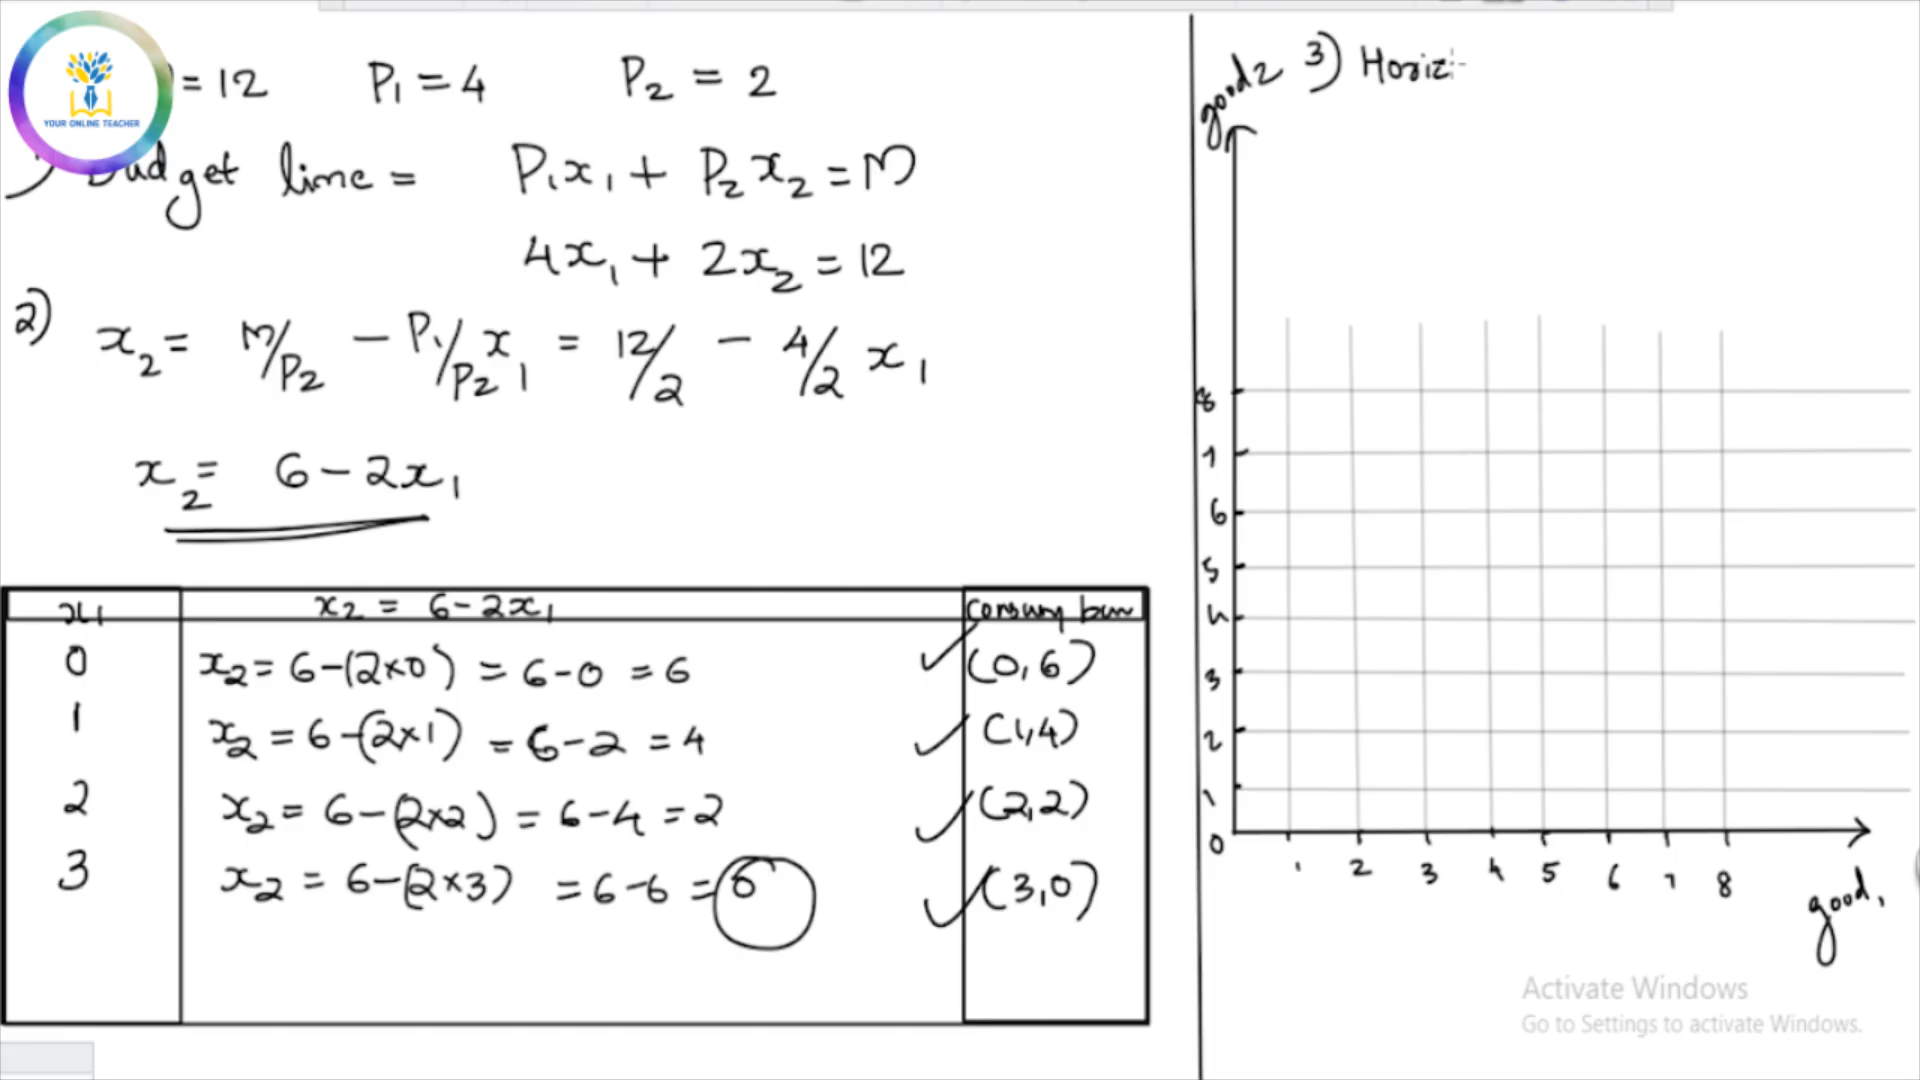 = 12 P1 = 4 P2 = 2
YOUR ONLINE TEACHER
Budget line = P1x1 + P2x2 = M
4x1 + 2x2 = 12
2) x2 = M/P2 - P1/P2 x1 = 12/2 - 4/2 x1
x2 = 6 - 2x1
x1 x2 = 6 - 2x1 Consum bun
0 x2 = 6-(2×0) = 6-0 = 6 (0,6)
1 x2 = 6-(2×1) = 6-2 = 4 (1,4)
2 x2 = 6-(2×2) = 6-4 = 2 (2,2)
3 x2 = 6-(2×3) = 6-6 = 0 (3,0)
good2 3) Horiz
8
7
6
5
4
3
2
1
0
1 2 3 4 5 6 7 8
good1
Activate Windows
Go to Settings to activate Windows.